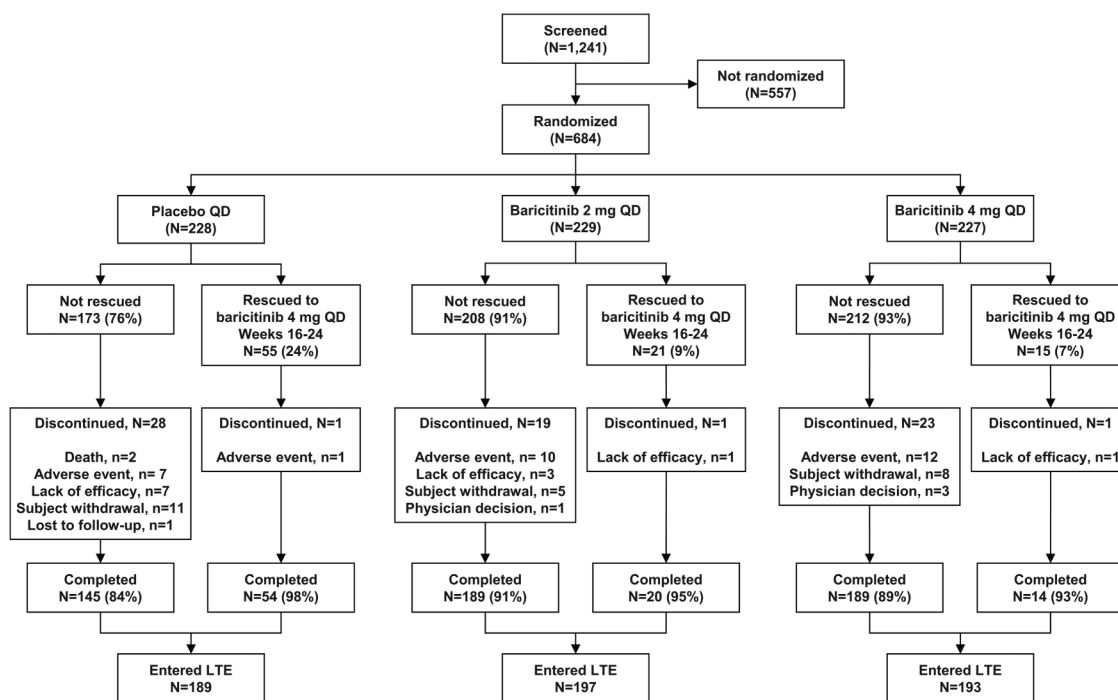 Screened
(N=1,241)
Not randomized
(N=557)
Randomized
(N=684)
Placebo QD
(N=228)
Baricitinib 2 mg QD
(N=229)
Baricitinib 4 mg QD
(N=227)
Not rescued
N=173 (76%)
Rescued to
baricitinib 4 mg QD
Weeks 16-24
N=55 (24%)
Not rescued
N=208 (91%)
Rescued to
baricitinib 4 mg QD
Weeks 16-24
N=21 (9%)
Not rescued
N=212 (93%)
Rescued to
baricitinib 4 mg QD
Weeks 16-24
N=15 (7%)
Discontinued, N=28
Death, n=2
Adverse event, n= 7
Lack of efficacy, n=7
Subject withdrawal, n=11
Lost to follow-up, n=1
Discontinued, N=1
Adverse event, n=1
Discontinued, N=19
Adverse event, n= 10
Lack of efficacy, n=3
Subject withdrawal, n=5
Physician decision, n=1
Discontinued, N=1
Lack of efficacy, n=1
Discontinued, N=23
Adverse event, n=12
Subject withdrawal, n=8
Physician decision, n=3
Discontinued, N=1
Lack of efficacy, n=1
Completed
N=145 (84%)
Completed
N=54 (98%)
Completed
N=189 (91%)
Completed
N=20 (95%)
Completed
N=189 (89%)
Completed
N=14 (93%)
Entered LTE
N=189
Entered LTE
N=197
Entered LTE
N=193